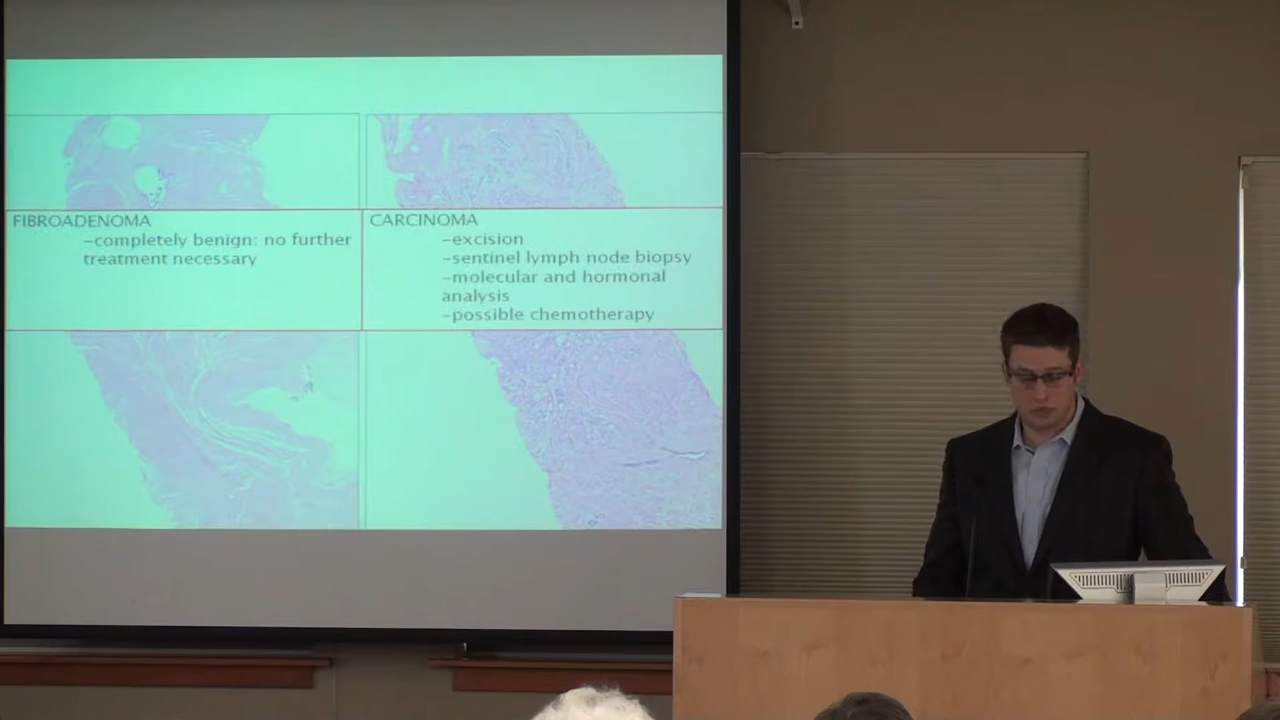 FIBROADENOMA
-completely benign: no further
treatment necessary
CARCINOMA
-excision
-sentinel lymph node biopsy
-molecular and hormonal
analysis
-possible chemotherapy